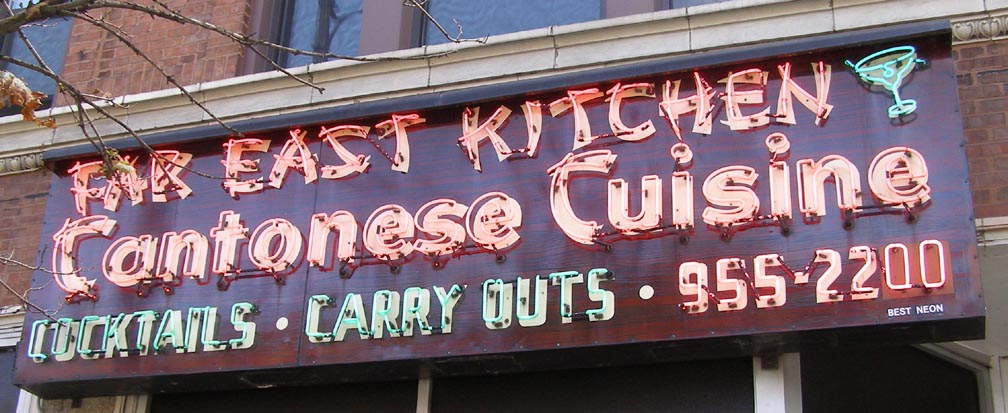 FAR EAST KITCHEN
Cantonese Cuisine
COCKTAILS · CARRY OUTS · 955-2200
BEST NEON